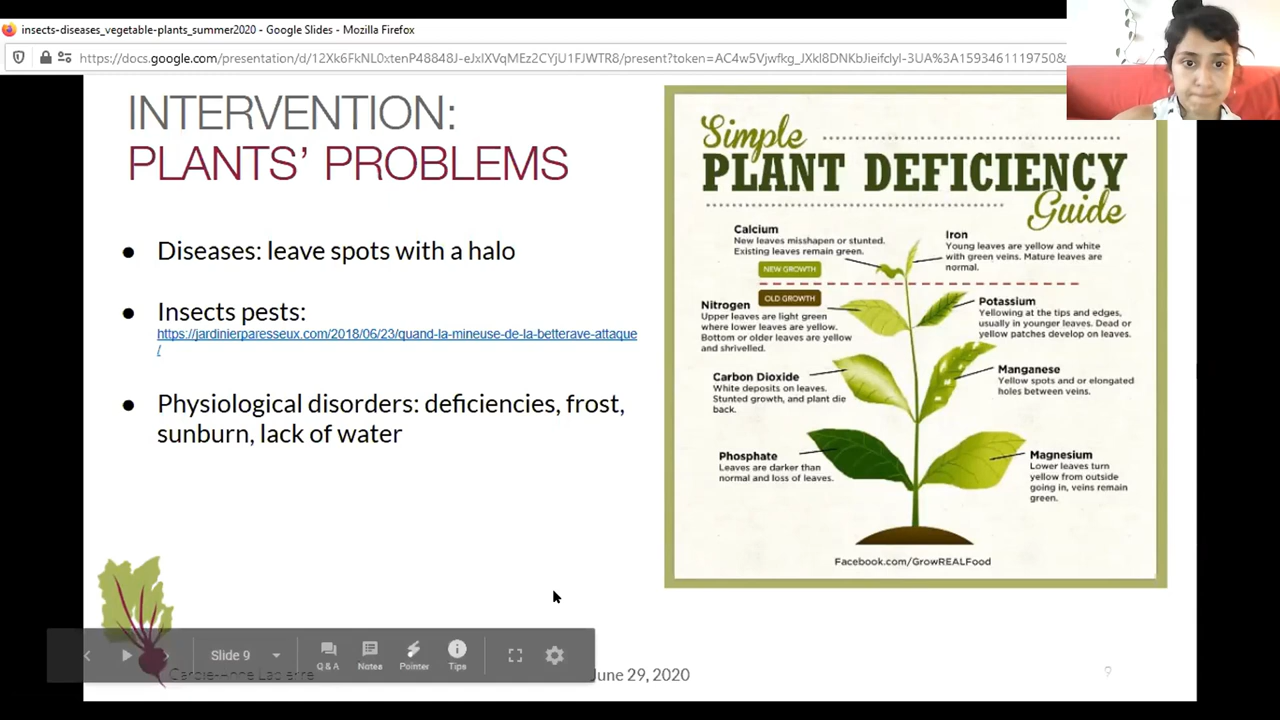 insects-diseases_vegetable-plants_summer2020 - Google Slides - Mozilla Firefox
https://docs.google.com/presentation/d/12Xk6FkNL0xtenP48848J-eJxIXVqMEz2CYjU1FJWTR8/present?token=AC4w5Vjwfkg_JXkl8DNKbJieifclyI-3UA%3A1593461119750&
INTERVENTION:
PLANTS’ PROBLEMS
● Diseases: leave spots with a halo
● Insects pests:
https://jardinierparesseux.com/2018/06/23/quand-la-mineuse-de-la-betterave-attaque
/
● Physiological disorders: deficiencies, frost,
sunburn, lack of water
Simple
PLANT DEFICIENCY
Guide
Calcium
New leaves misshapen or stunted.
Existing leaves remain green.
Iron
Young leaves are yellow and white
with green veins. Mature leaves are
normal.
NEW GROWTH
OLD GROWTH
Nitrogen
Upper leaves are light green
where lower leaves are yellow.
Bottom or older leaves are yellow
and shrivelled.
Potassium
Yellowing at the tips and edges,
usually in younger leaves. Dead or
yellow patches develop on leaves.
Carbon Dioxide
White deposits on leaves.
Stunted growth, and plant die
back.
Manganese
Yellow spots and or elongated
holes between veins.
Phosphate
Leaves are darker than
normal and loss of leaves.
Magnesium
Lower leaves turn
yellow from outside
going in, veins remain
green.
Facebook.com/GrowREALFood
Slide 9
Q & A
Notes
Pointer
Tips
Carole-Anne Lapierre
June 29, 2020
9